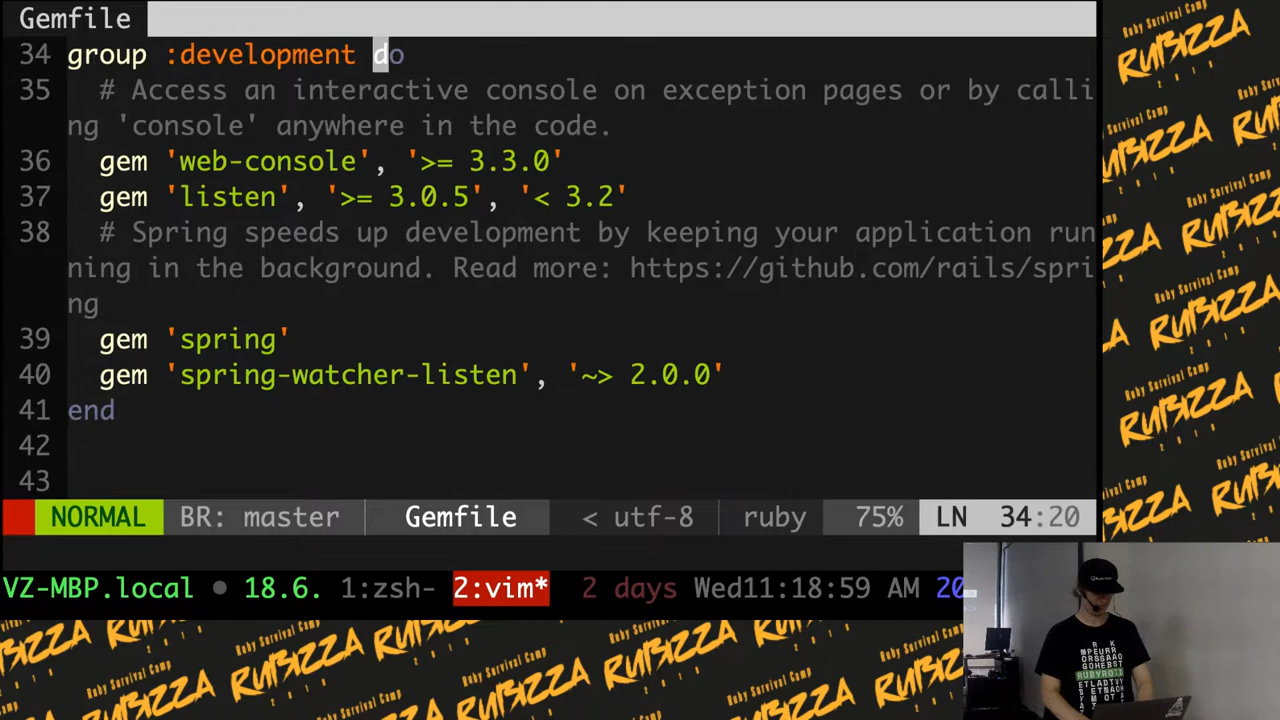 Gemfile
34 group :development do
35 # Access an interactive console on exception pages or by calli
ng 'console' anywhere in the code.
36 gem 'web-console', '>= 3.3.0'
37 gem 'listen', '>= 3.0.5', '< 3.2'
38 # Spring speeds up development by keeping your application run
ning in the background. Read more: https://github.com/rails/spri
ng
39 gem 'spring'
40 gem 'spring-watcher-listen', '~> 2.0.0'
41 end
42
43
NORMAL BR: master Gemfile < utf-8 ruby 75% LN 34:20
VZ-MBP.local ● 18.6. 1:zsh- 2:vim* 2 days Wed11:18:59 AM 20
Ruby Survival Camp
RUBIZZA
2018